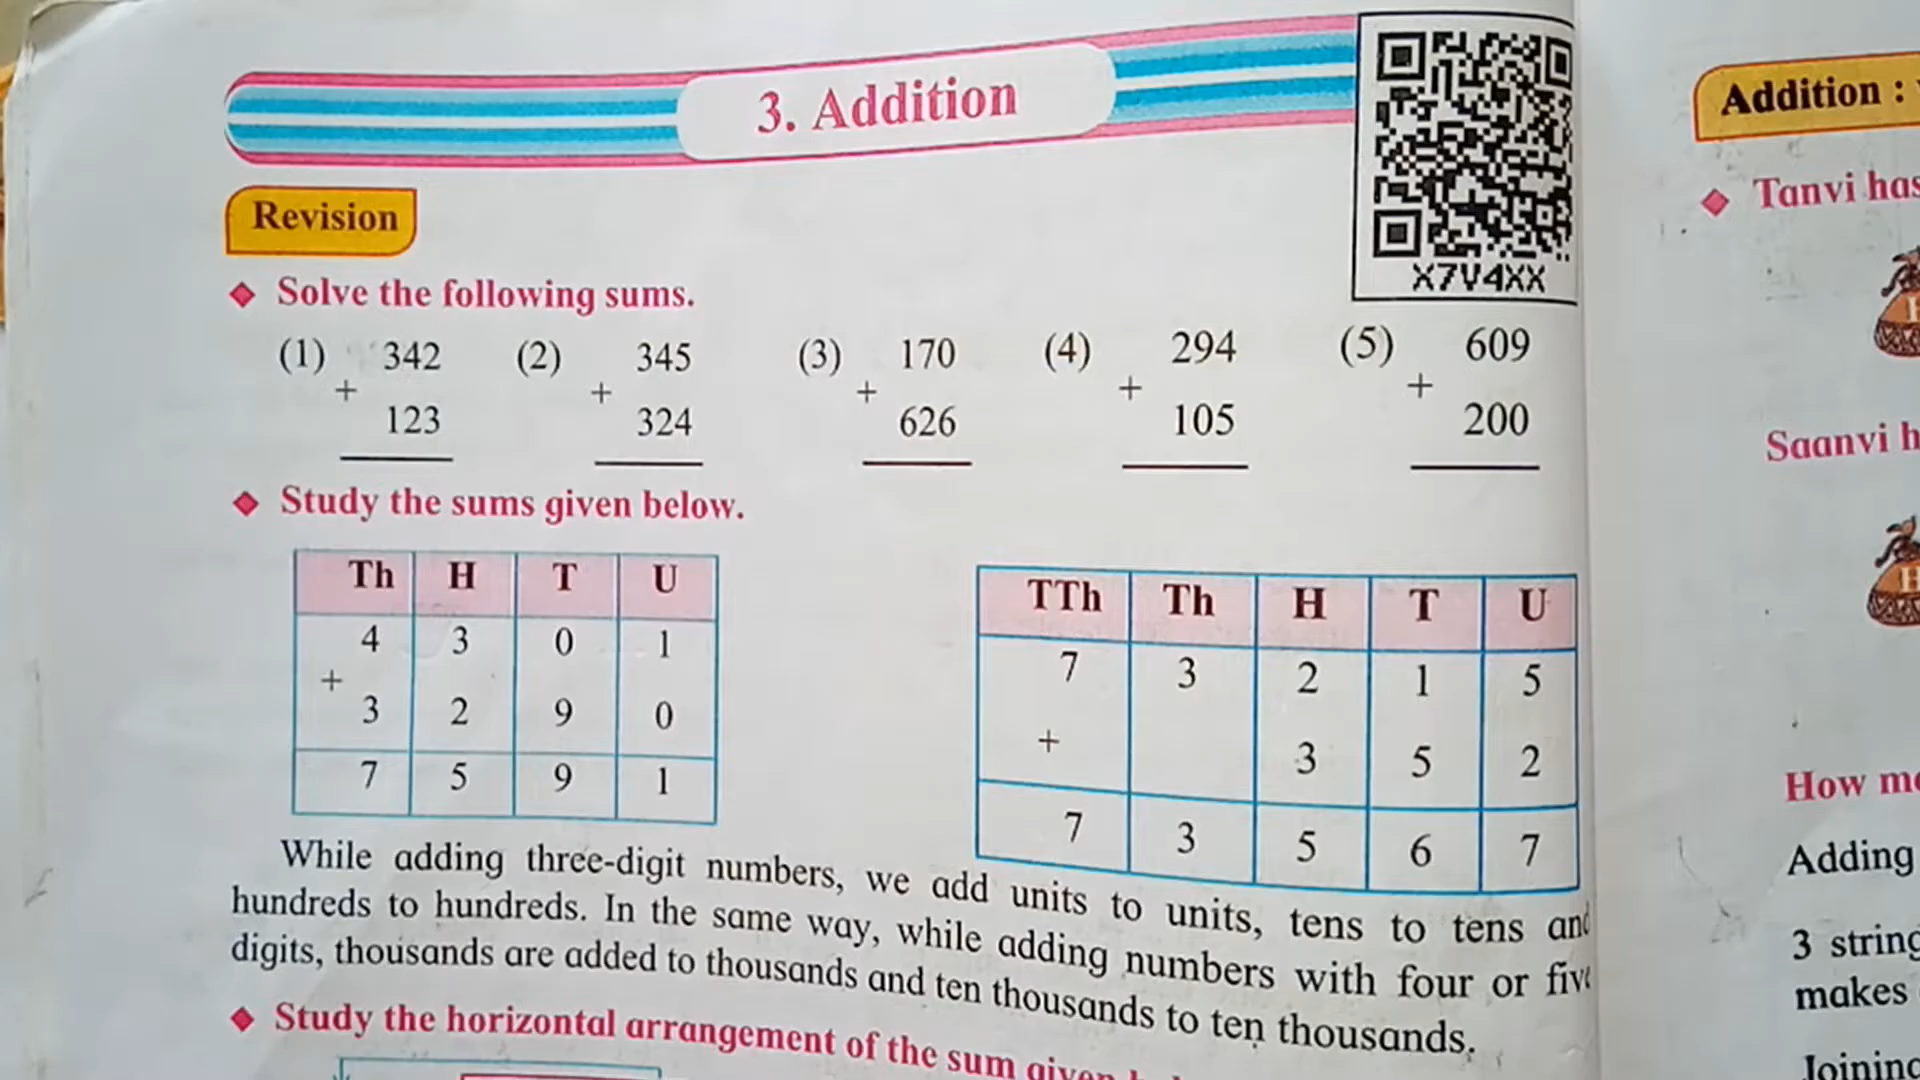 3. Addition
X7V4XX
Revision
Solve the following sums.
(1) 342 (2) 345 (3) 170 (4) 294 (5) 609
+ + + + +
123 324 626 105 200
Study the sums given below.
Th H T U
4 3 0 1
+
3 2 9 0
7 5 9 1
TTh Th H T U
7 3 2 1 5
+ 3 5 2
7 3 5 6 7
While adding three-digit numbers, we add units to units, tens to tens and
hundreds to hundreds. In the same way, while adding numbers with four or five
digits, thousands are added to thousands and ten thousands to ten thousands.
Study the horizontal arrangement of the sum given
Addition :
Tanvi has
Saanvi
How
Adding
3 string
makes
Joining